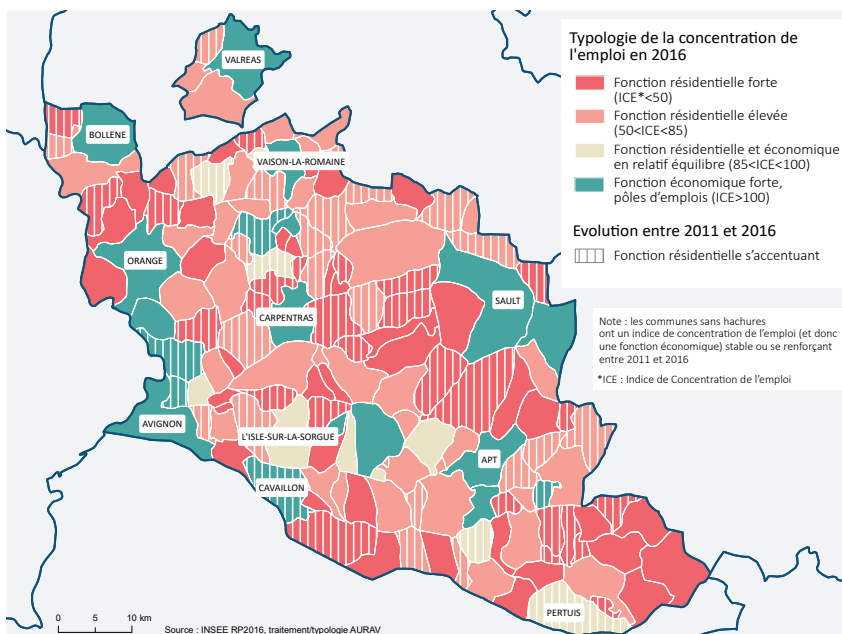 Typologie de la concentration de
l'emploi en 2016
Fonction résidentielle forte
(ICE*<50)
Fonction résidentielle élevée
(50<ICE<85)
Fonction résidentielle et économique
en relatif équilibre (85<ICE<100)
Fonction économique forte,
pôles d'emplois (ICE>100)
Evolution entre 2011 et 2016
Fonction résidentielle s'accentuant
Note : les communes sans hachures
ont un indice de concentration de l'emploi (et donc
une fonction économique) stable ou se renforçant
entre 2011 et 2016
*ICE : Indice de Concentration de l'emploi
VALREAS
BOLLENE
VAISON-LA-ROMAINE
ORANGE
SAULT
CARPENTRAS
AVIGNON
L'ISLE-SUR-LA-SORGUE
APT
CAVAILLON
PERTUIS
0 5 10 km
Source : INSEE RP2016, traitement/typologie AURAV